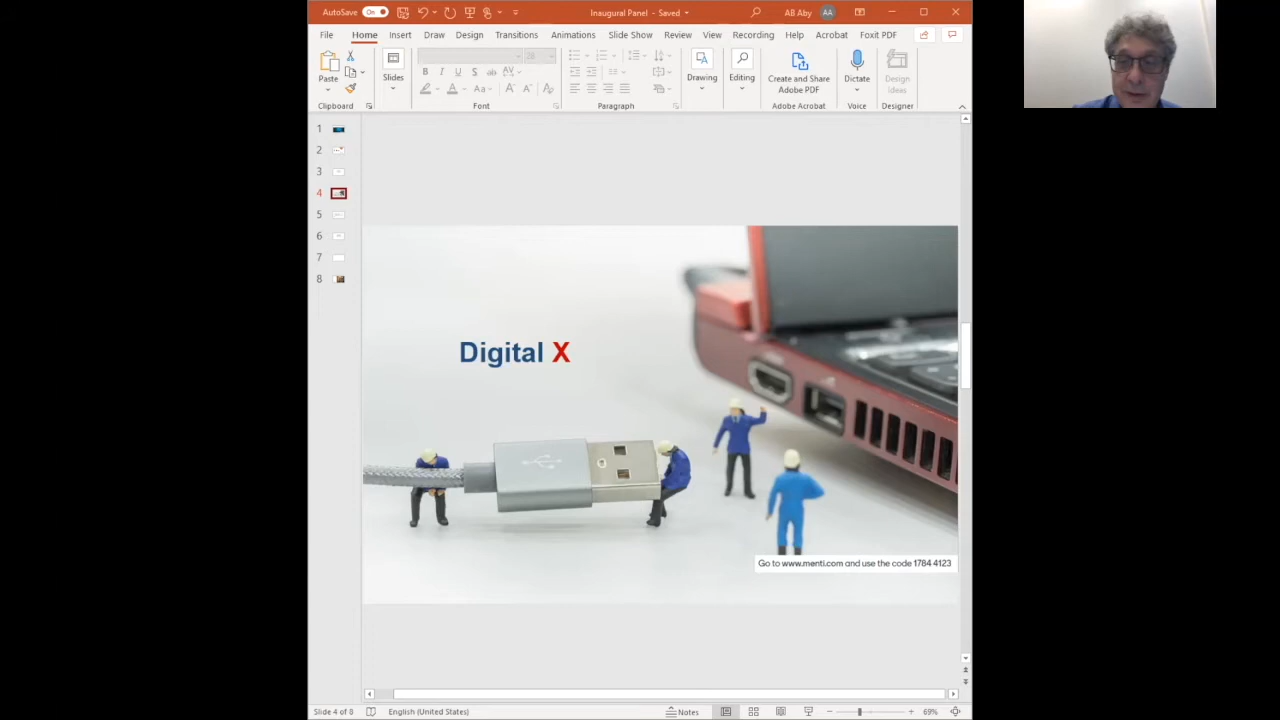 AutoSave On Inaugural Panel - Saved AB Aby AA
File Home Insert Draw Design Transitions Animations Slide Show Review View Recording Help Acrobat Foxit PDF
Paste
Clipboard
Slides
B I U S ab AV
A Aa A A
Font
Paragraph
Drawing
Editing
Create and Share
Adobe PDF
Adobe Acrobat
Dictate
Voice
Design
Ideas
Designer
1
2
3
4
5
6
7
8
Digital X
Go to www.menti.com and use the code 1784 4123
Slide 4 of 8 English (United States) Notes 69%